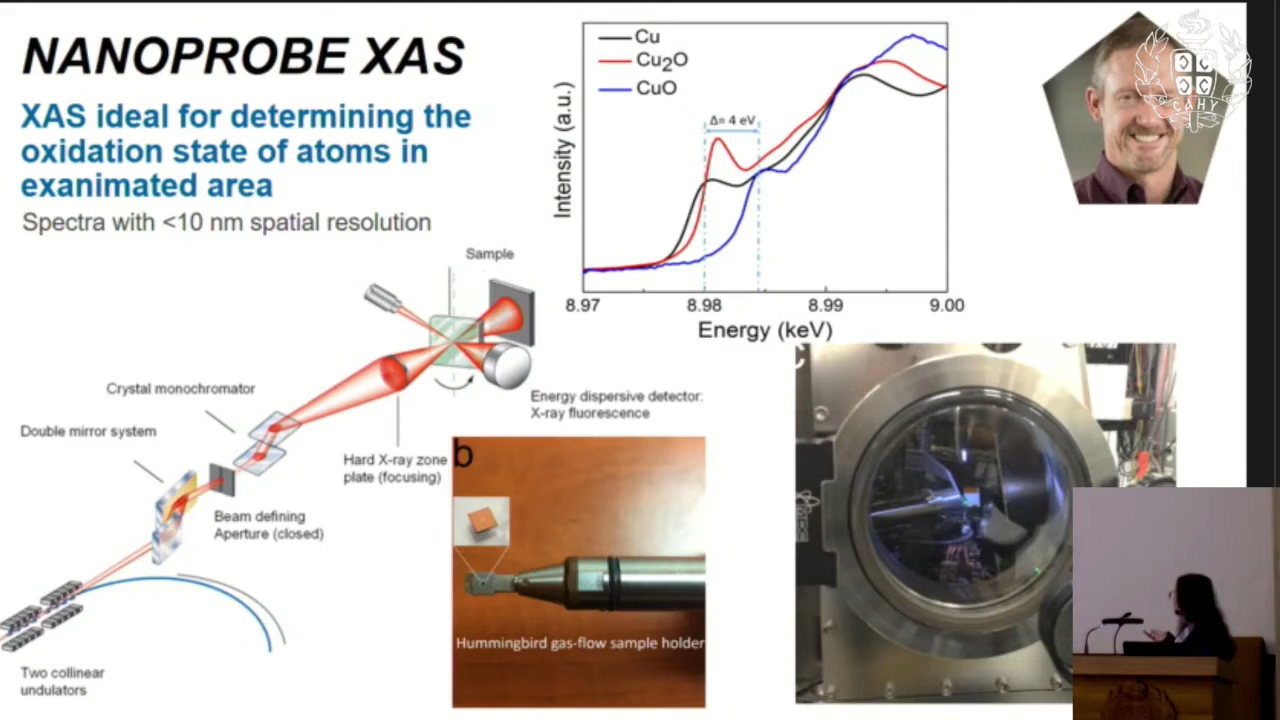 NANOPROBE XAS
XAS ideal for determining the
oxidation state of atoms in
exanimated area
Spectra with <10 nm spatial resolution
Cu
Cu₂O
CuO
Δ= 4 eV
Intensity (a.u.)
8.97 8.98 8.99 9.00
Energy (keV)
Sample
Crystal monochromator
Double mirror system
Energy dispersive detector:
X-ray fluorescence
Hard X-ray zone
plate (focusing)
Beam defining
Aperture (closed)
Two collinear
undulators
b
Hummingbird gas-flow sample holder
САНУ